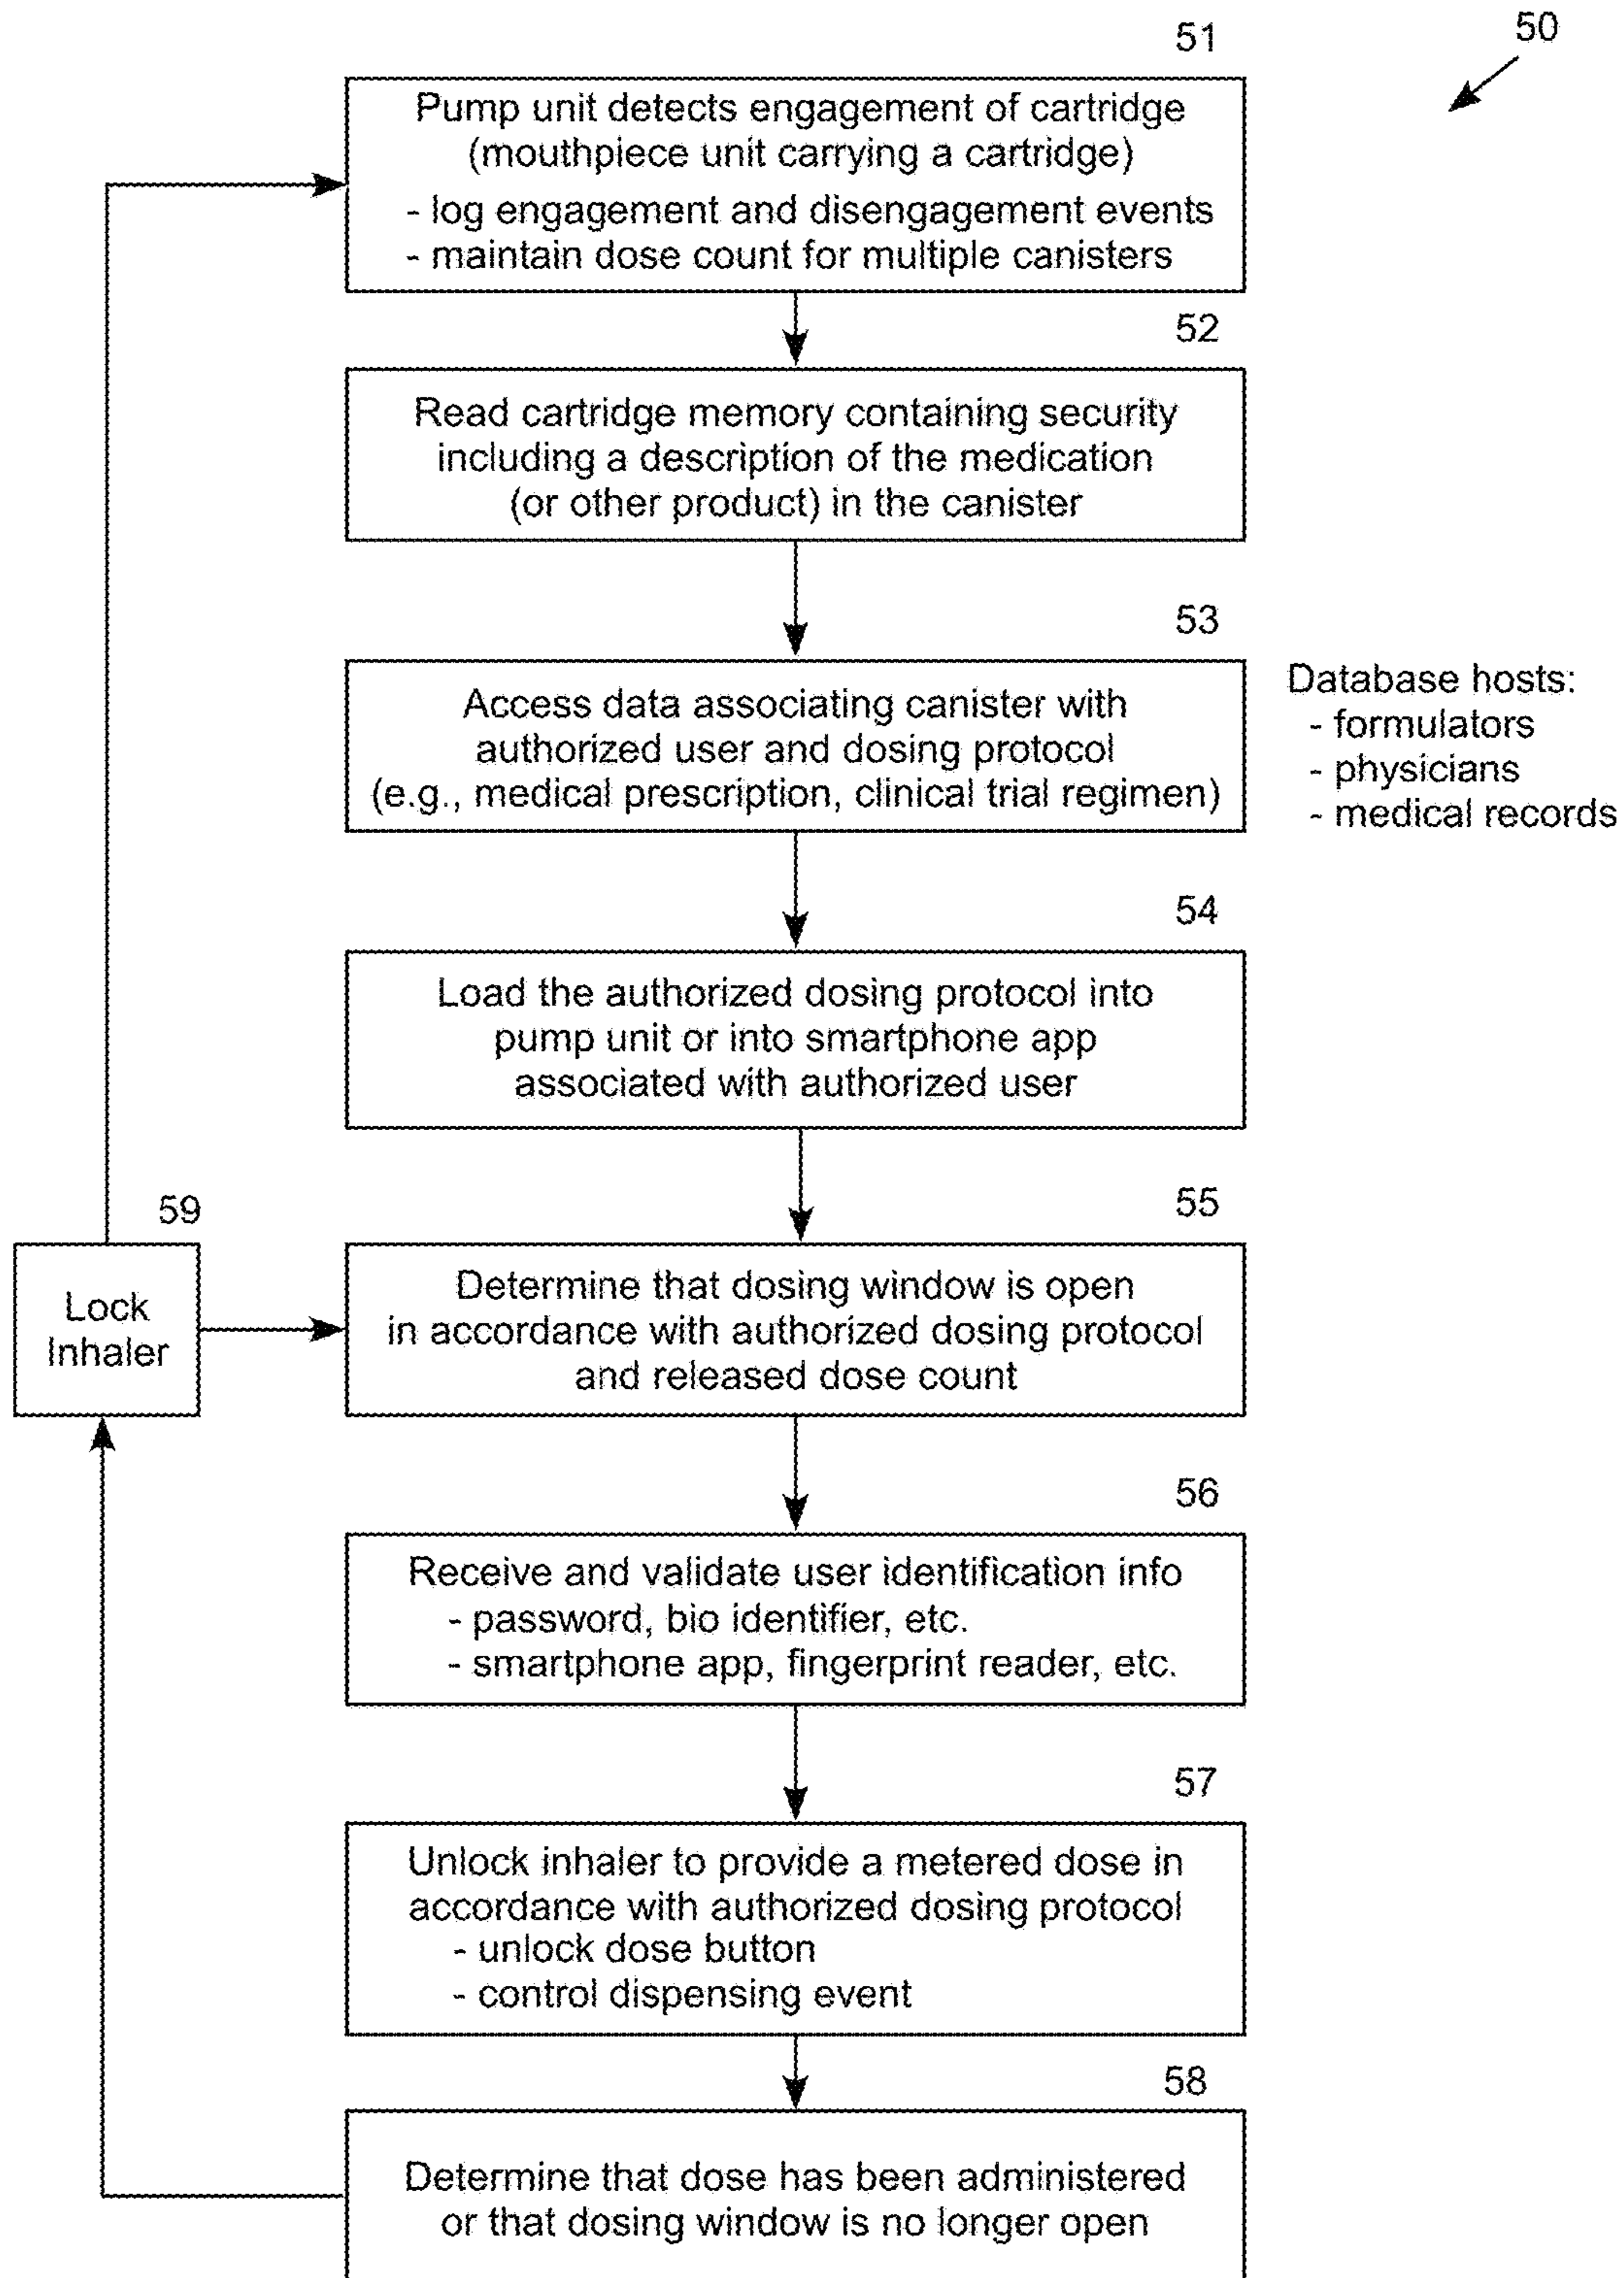 50
51
Pump unit detects engagement of cartridge
(mouthpiece unit carrying a cartridge)
- log engagement and disengagement events
- maintain dose count for multiple canisters
52
Read cartridge memory containing security
including a description of the medication
(or other product) in the canister
53
Access data associating canister with
authorized user and dosing protocol
(e.g., medical prescription, clinical trial regimen)
Database hosts:
- formulators
- physicians
- medical records
54
Load the authorized dosing protocol into
pump unit or into smartphone app
associated with authorized user
55
Determine that dosing window is open
in accordance with authorized dosing protocol
and released dose count
56
Receive and validate user identification info
- password, bio identifier, etc.
- smartphone app, fingerprint reader, etc.
57
Unlock inhaler to provide a metered dose in
accordance with authorized dosing protocol
- unlock dose button
- control dispensing event
58
Determine that dose has been administered
or that dosing window is no longer open
59
Lock
Inhaler